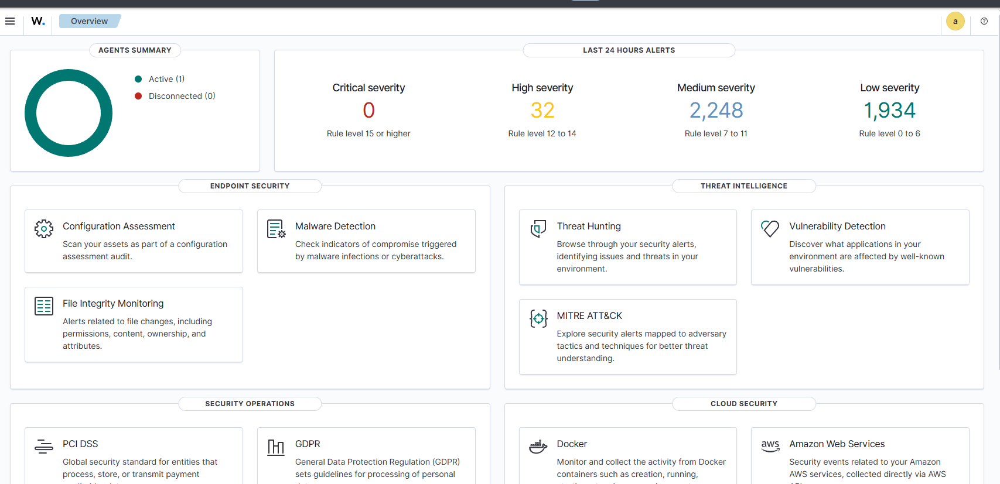 W.
Overview
a
AGENTS SUMMARY
Active (1)
Disconnected (0)
LAST 24 HOURS ALERTS
Critical severity
0
Rule level 15 or higher
High severity
32
Rule level 12 to 14
Medium severity
2,248
Rule level 7 to 11
Low severity
1,934
Rule level 0 to 6
ENDPOINT SECURITY
Configuration Assessment
Scan your assets as part of a configuration
assessment audit.
Malware Detection
Check indicators of compromise triggered
by malware infections or cyberattacks.
File Integrity Monitoring
Alerts related to file changes, including
permissions, content, ownership, and
attributes.
THREAT INTELLIGENCE
Threat Hunting
Browse through your security alerts,
identifying issues and threats in your
environment.
Vulnerability Detection
Discover what applications in your
environment are affected by well-known
vulnerabilities.
MITRE ATT&CK
Explore security alerts mapped to adversary
tactics and techniques for better threat
understanding.
SECURITY OPERATIONS
PCI DSS
Global security standard for entities that
process, store, or transmit payment
GDPR
General Data Protection Regulation (GDPR)
sets guidelines for processing of personal
CLOUD SECURITY
Docker
Monitor and collect the activity from Docker
containers such as creation, running,
aws
Amazon Web Services
Security events related to your Amazon
AWS services, collected directly via AWS